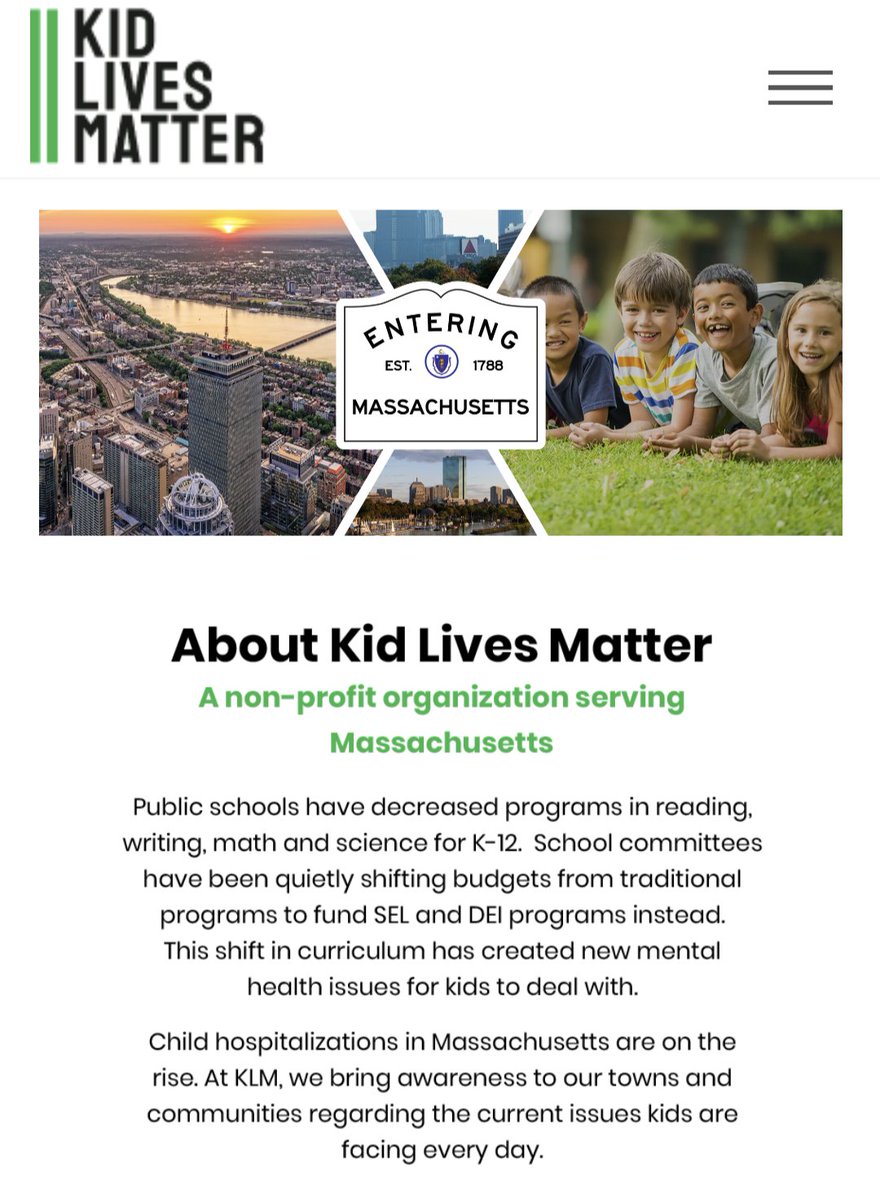 KID
LIVES
MATTER
ENTERING
EST. 1788
MASSACHUSETTS
About Kid Lives Matter
A non-profit organization serving
Massachusetts
Public schools have decreased programs in reading,
writing, math and science for K-12.  School committees
have been quietly shifting budgets from traditional
programs to fund SEL and DEI programs instead.
This shift in curriculum has created new mental
health issues for kids to deal with.
Child hospitalizations in Massachusetts are on the
rise. At KLM, we bring awareness to our towns and
communities regarding the current issues kids are
facing every day.